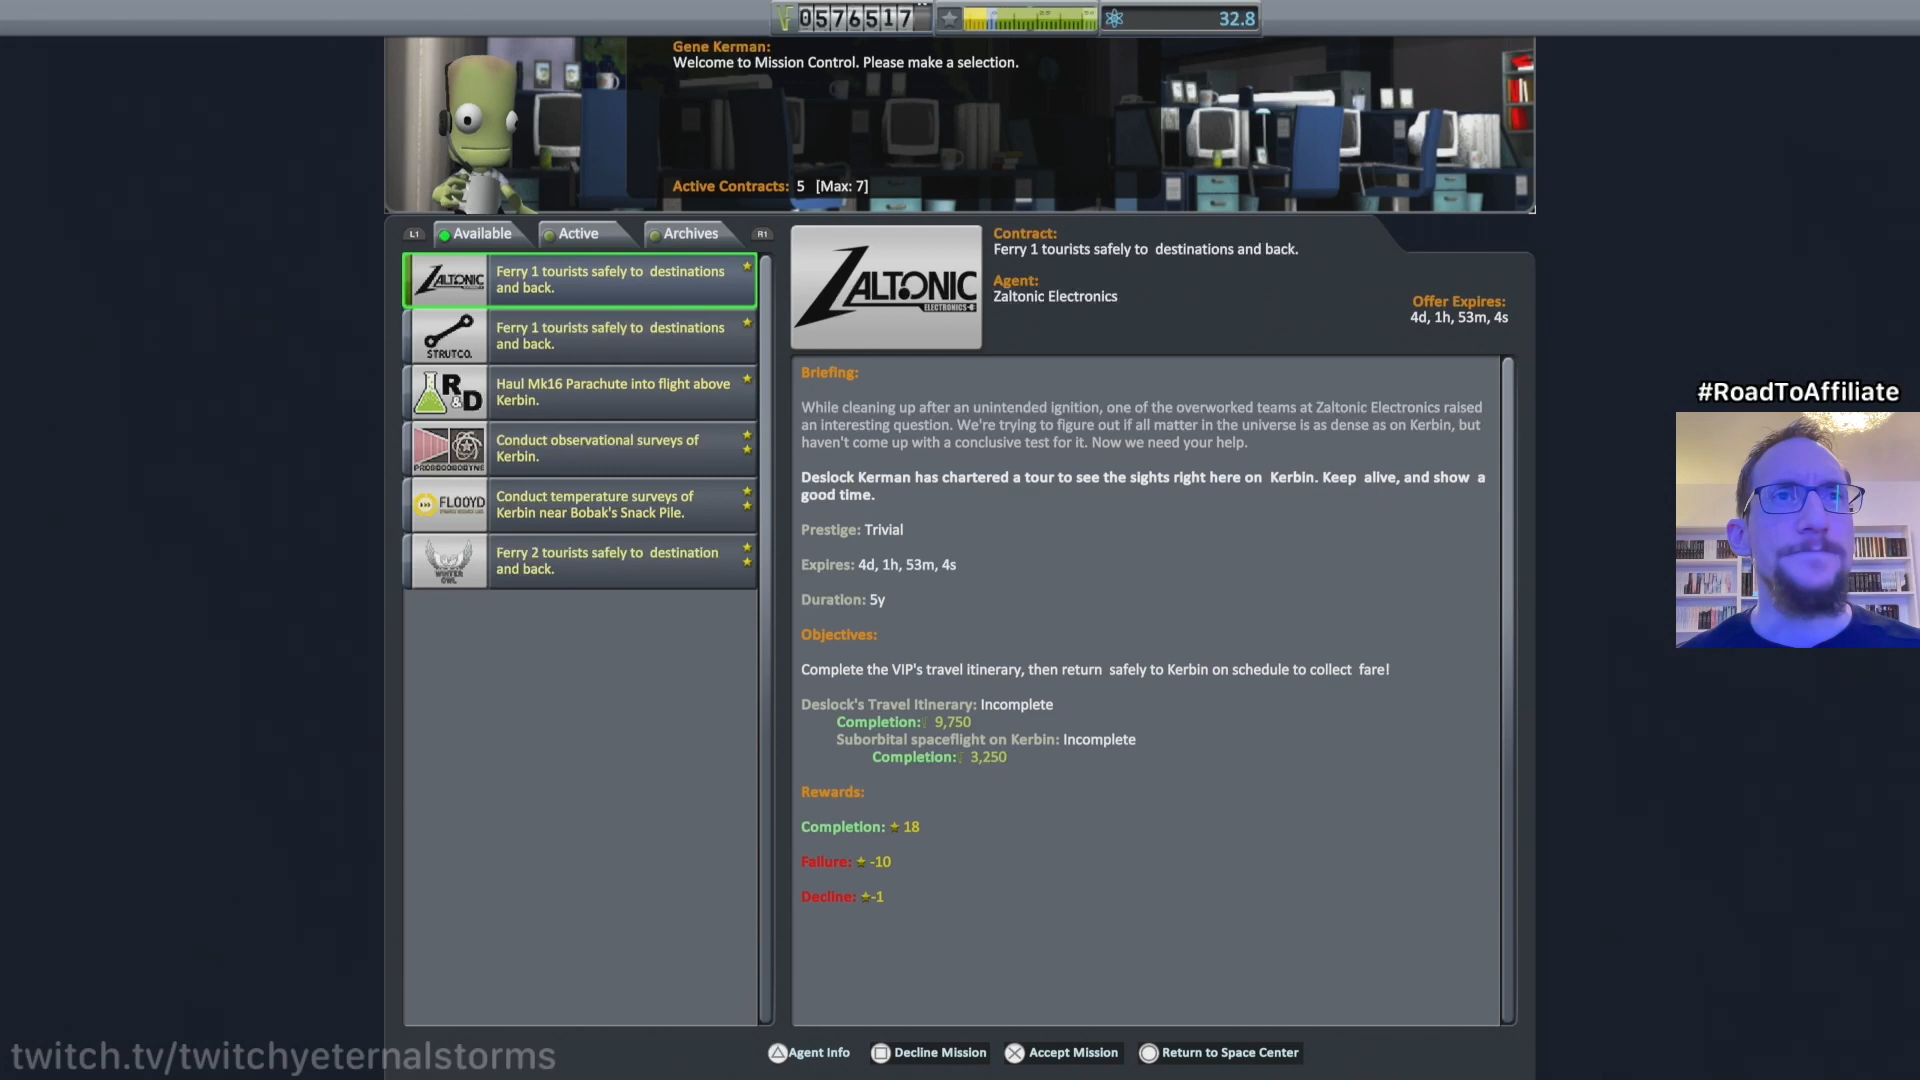 0576517
32.8
Gene Kerman:
Welcome to Mission Control. Please make a selection.
Active Contracts: 5 [Max: 7]
L1
Available
Active
Archives
R1
ZALTONIC
ELECTRONICS
Ferry 1 tourists safely to destinations
and back.
STRUTCO.
Ferry 1 tourists safely to destinations
and back.
R&D
Haul Mk16 Parachute into flight above
Kerbin.
PROBODOBODYNE
Conduct observational surveys of
Kerbin.
FLOOYD
Conduct temperature surveys of
Kerbin near Bobak's Snack Pile.
WINTER
OWL
Ferry 2 tourists safely to destination
and back.
ZALTONIC
ELECTRONICS
Contract:
Ferry 1 tourists safely to destinations and back.
Agent:
Zaltonic Electronics
Offer Expires:
4d, 1h, 53m, 4s
Briefing:
While cleaning up after an unintended ignition, one of the overworked teams at Zaltonic Electronics raised
an interesting question. We're trying to figure out if all matter in the universe is as dense as on Kerbin, but
haven't come up with a conclusive test for it. Now we need your help.
Deslock Kerman has chartered a tour to see the sights right here on Kerbin. Keep alive, and show a
good time.
Prestige: Trivial
Expires: 4d, 1h, 53m, 4s
Duration: 5y
Objectives:
Complete the VIP's travel itinerary, then return safely to Kerbin on schedule to collect fare!
Deslock's Travel Itinerary: Incomplete
Completion: 9,750
Suborbital spaceflight on Kerbin: Incomplete
Completion: 3,250
Rewards:
Completion: 18
Failure: -10
Decline: -1
Agent Info
Decline Mission
Accept Mission
Return to Space Center
#RoadToAffiliate
twitch.tv/twitchyeternalstorms